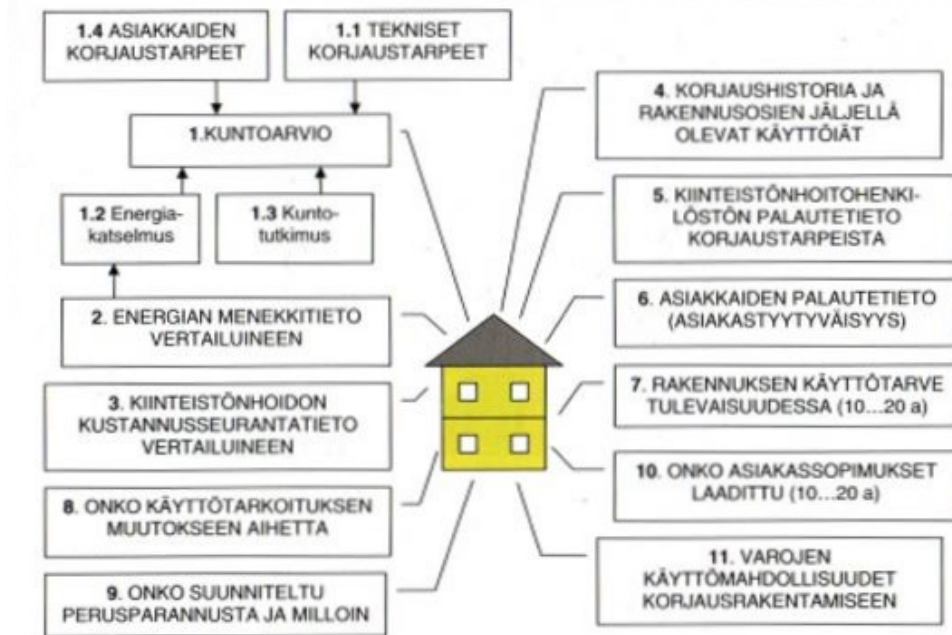 1.4 ASIAKKAIDEN
KORJAUSTARPEET
1.1 TEKNISET
KORJAUSTARPEET
1.KUNTOARVIO
1.2 Energia-
katselmus
1.3 Kunto-
tutkimus
2. ENERGIAN MENEKKITIETO
VERTAILUINEEN
3. KIINTEISTÖNHOIDON
KUSTANNUSSEURANTATIETO
VERTAILUINEEN
8. ONKO KÄYTTÖTARKOITUKSEN
MUUTOKSEEN AIHETTA
9. ONKO SUUNNITELTU
PERUSPARANNUSTA JA MILLOIN
4. KORJAUSHISTORIA JA
RAKENNUSOSIEN JÄLJELLÄ
OLEVAT KÄYTTÖIÄT
5. KIINTEISTÖNHOITOHENKI-
LÖSTÖN PALAUTETIETO
KORJAUSTARPEISTA
6. ASIAKKAIDEN PALAUTETIETO
(ASIAKASTYYTYVÄISYYS)
7. RAKENNUKSEN KÄYTTÖTARVE
TULEVAISUUDESSA (10...20 a)
10. ONKO ASIAKASSOPIMUKSET
LAADITTU (10...20 a)
11. VAROJEN
KÄYTTÖMAHDOLLISUUDET
KORJAUSRAKENTAMISEEN